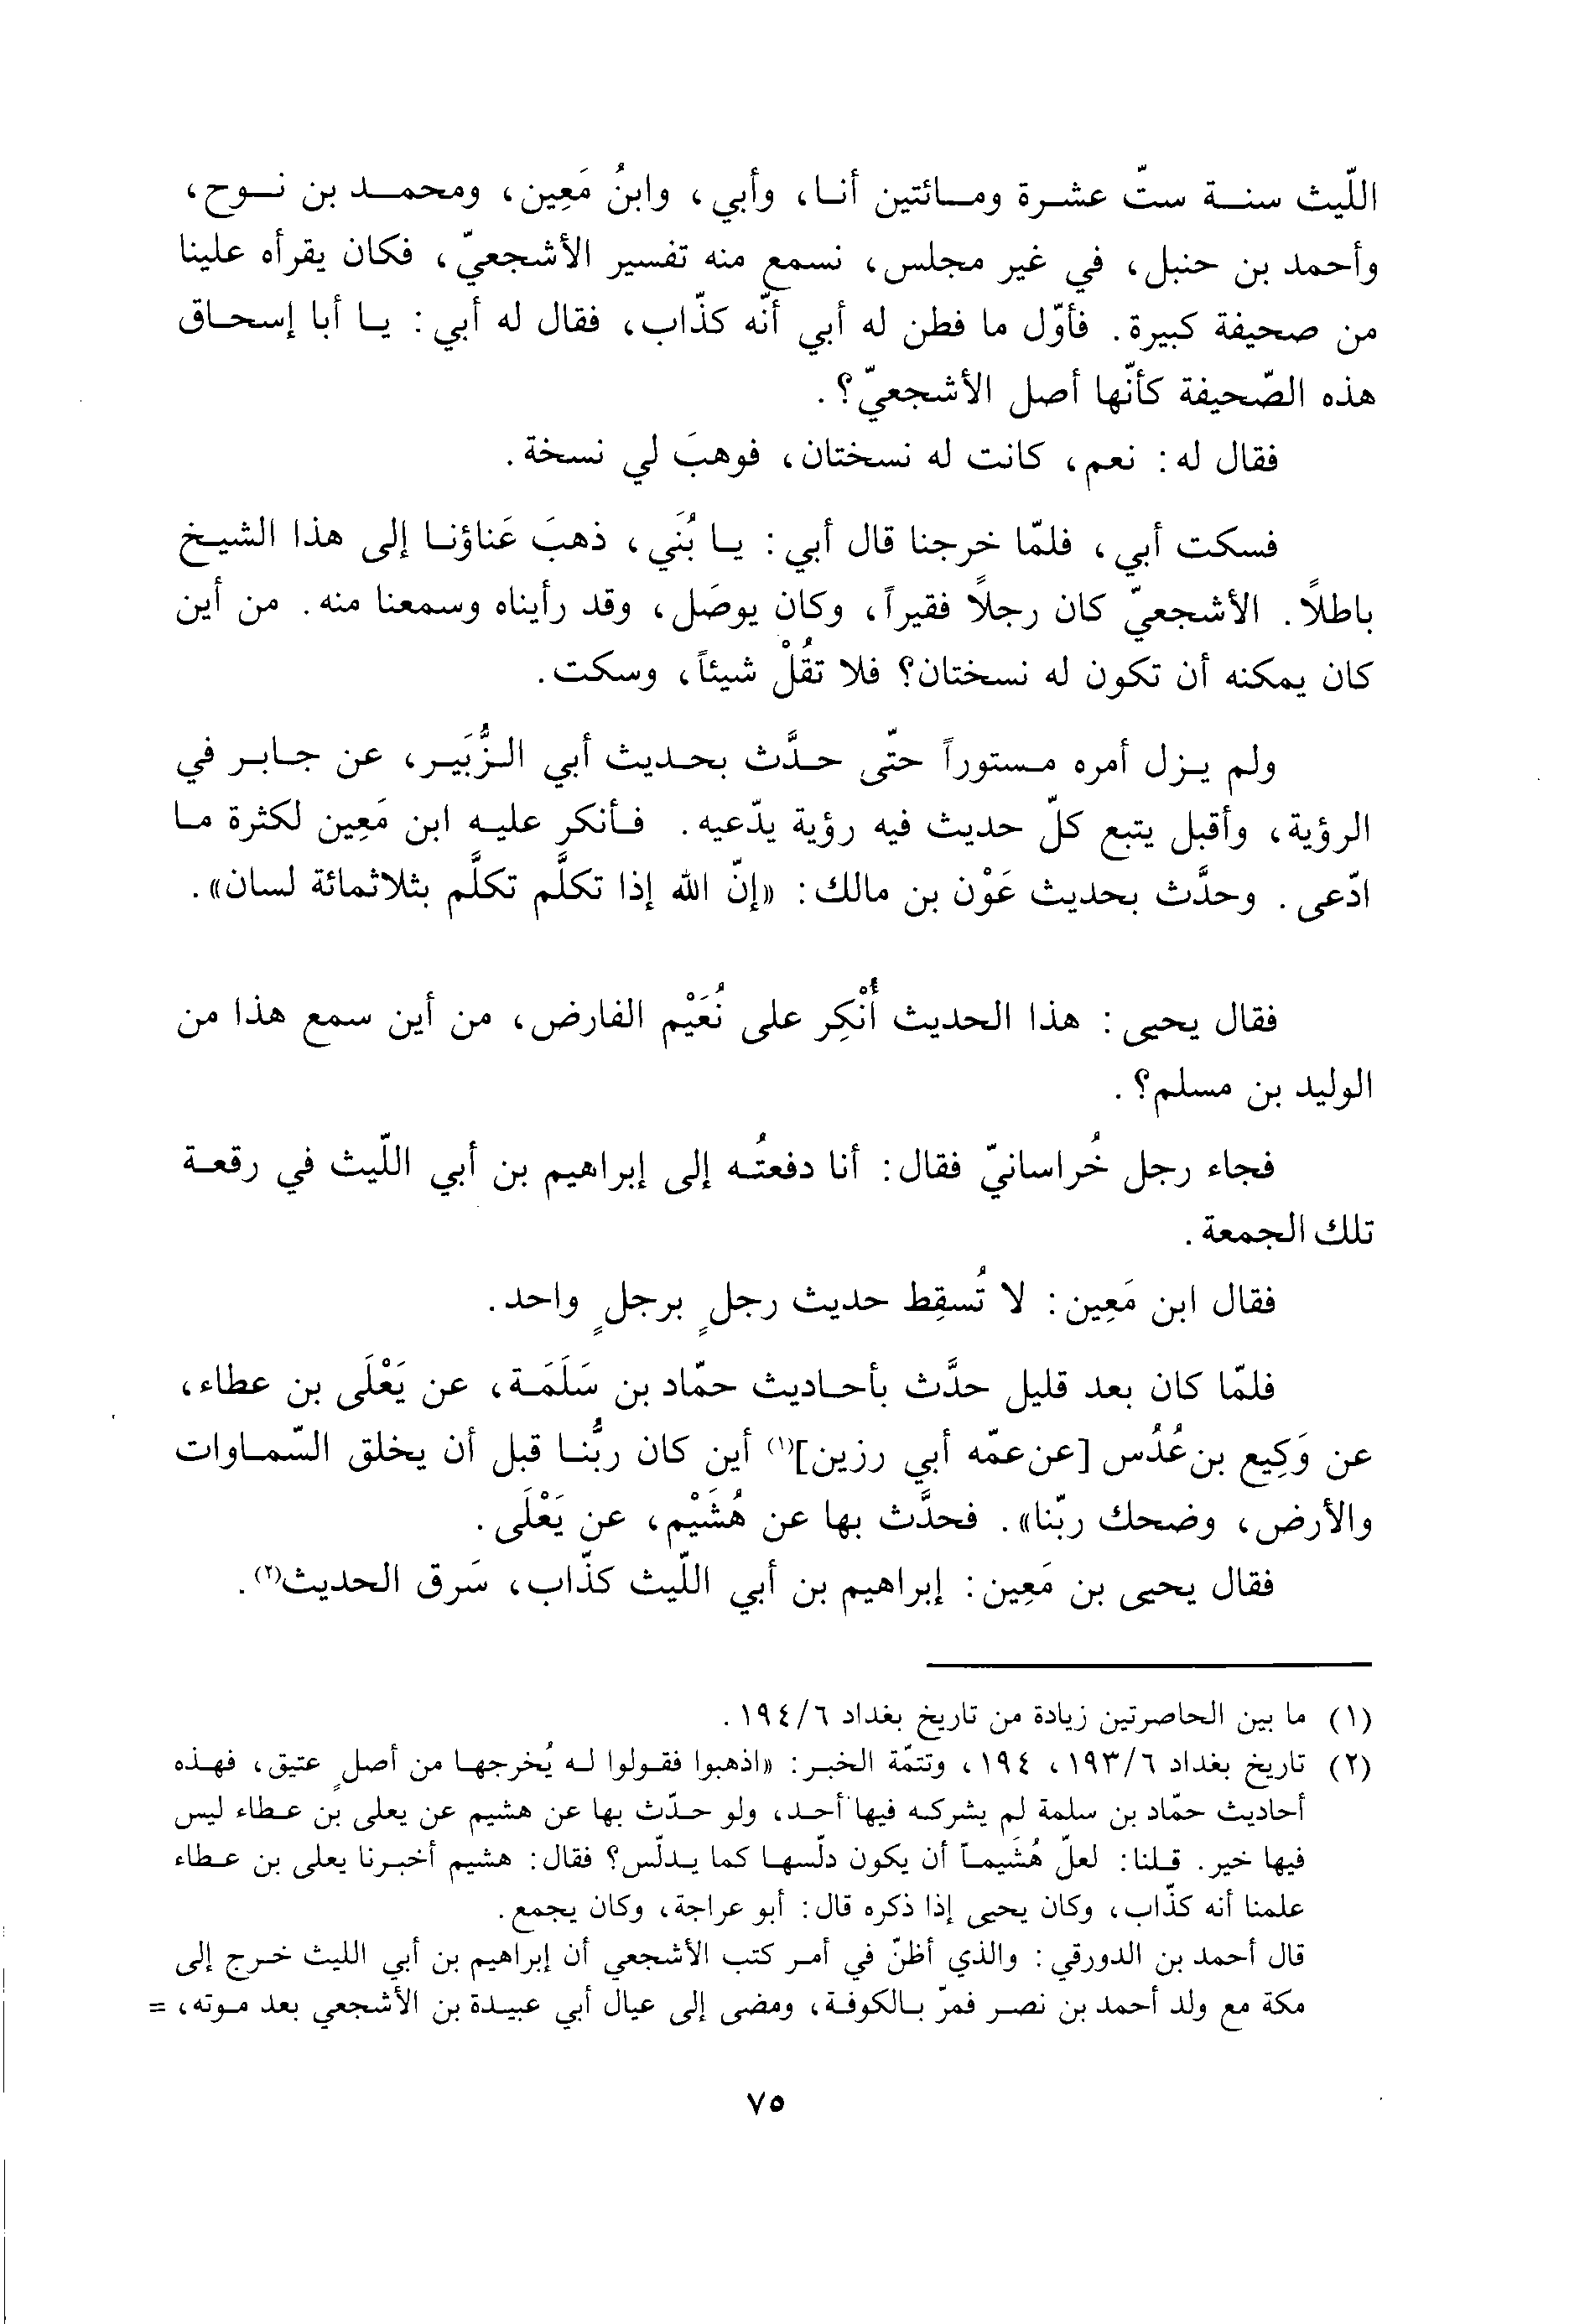 اللّيث سنة ستّ عشرة ومائتين أنا، وأبي، وابنُ مَعِين، ومحمد بن نوح،
وأحمد بن حنبل، في غير مجلس، نسمع منه تفسير الأشجعيّ، فكان يقرأه علينا
من صحيفة كبيرة. فأوّل ما فطن له أبي أنّه كذّاب، فقال له أبي: يا أبا إسحاق
هذه الصّحيفة كأنّها أصل الأشجعيّ؟.
فقال له: نعم، كانت له نسختان، فوهبَ لي نسخة.
فسكت أبي، فلمّا خرجنا قال أبي: يا بُنَي، ذهبَ عَناؤنا إلى هذا الشيخ
باطلاً. الأشجعيّ كان رجلاً فقيراً، وكان يوصَل، وقد رأيناه وسمعنا منه. من أين
كان يمكنه أن تكون له نسختان؟ فلا تقُلْ شيئاً، وسكت.
ولم يزل أمره مستوراً حتّى حدَّث بحديث أبي الزُّبَير، عن جابر في
الرؤية، وأقبل يتبع كلّ حديث فيه رؤية يدّعيه. فأنكر عليه ابن مَعِين لكثرة ما
ادّعى. وحدَّث بحديث عَوْن بن مالك: «إنّ الله إذا تكلَّم تكلَّم بثلاثمائة لسان».
فقال يحيى: هذا الحديث أُنْكِر على نُعَيْم الفارض، من أين سمع هذا من
الوليد بن مسلم؟.
فجاء رجل خُراسانيّ فقال: أنا دفعتُه إلى إبراهيم بن أبي اللّيث في رقعة
تلك الجمعة.
فقال ابن مَعِين: لا تُسقِط حديث رجلٍ برجلٍ واحد.
فلمّا كان بعد قليل حدَّث بأحاديث حمّاد بن سَلَمَة، عن يَعْلَى بن عطاء،
عن وَكِيع بن عُدُس [عن عمّه أبي رزين]⁽¹⁾ أين كان ربُّنا قبل أن يخلق السّماوات
والأرض، وضحك ربّنا». فحدَّث بها عن هُشَيْم، عن يَعْلَى.
فقال يحيى بن مَعِين: إبراهيم بن أبي اللّيث كذّاب، سَرق الحديث⁽٢⁾.
(١) ما بين الحاصرتين زيادة من تاريخ بغداد ٦/١٩٤.
(٢) تاريخ بغداد ٦/١٩٣، ١٩٤، وتتمّة الخبر: «اذهبوا فقولوا له يُخرجها من أصلٍ عتيق، فهذه
أحاديث حمّاد بن سلمة لم يشركه فيها أحد، ولو حدّث بها عن هشيم عن يعلى بن عطاء ليس
فيها خير. قلنا: لعلّ هُشَيماً أن يكون دلّسها كما يدلّس؟ فقال: هشيم أخبرنا يعلى بن عطاء
علمنا أنه كذّاب، وكان يحيى إذا ذكره قال: أبو عراجة، وكان يجمع.
قال أحمد بن الدورقي: والذي أظنّ في أمر كتب الأشجعي أن إبراهيم بن أبي الليث خرج إلى
مكة مع ولد أحمد بن نصر فمرّ بالكوفة، ومضى إلى عيال أبي عبيدة بن الأشجعي بعد موته، =
٧٥